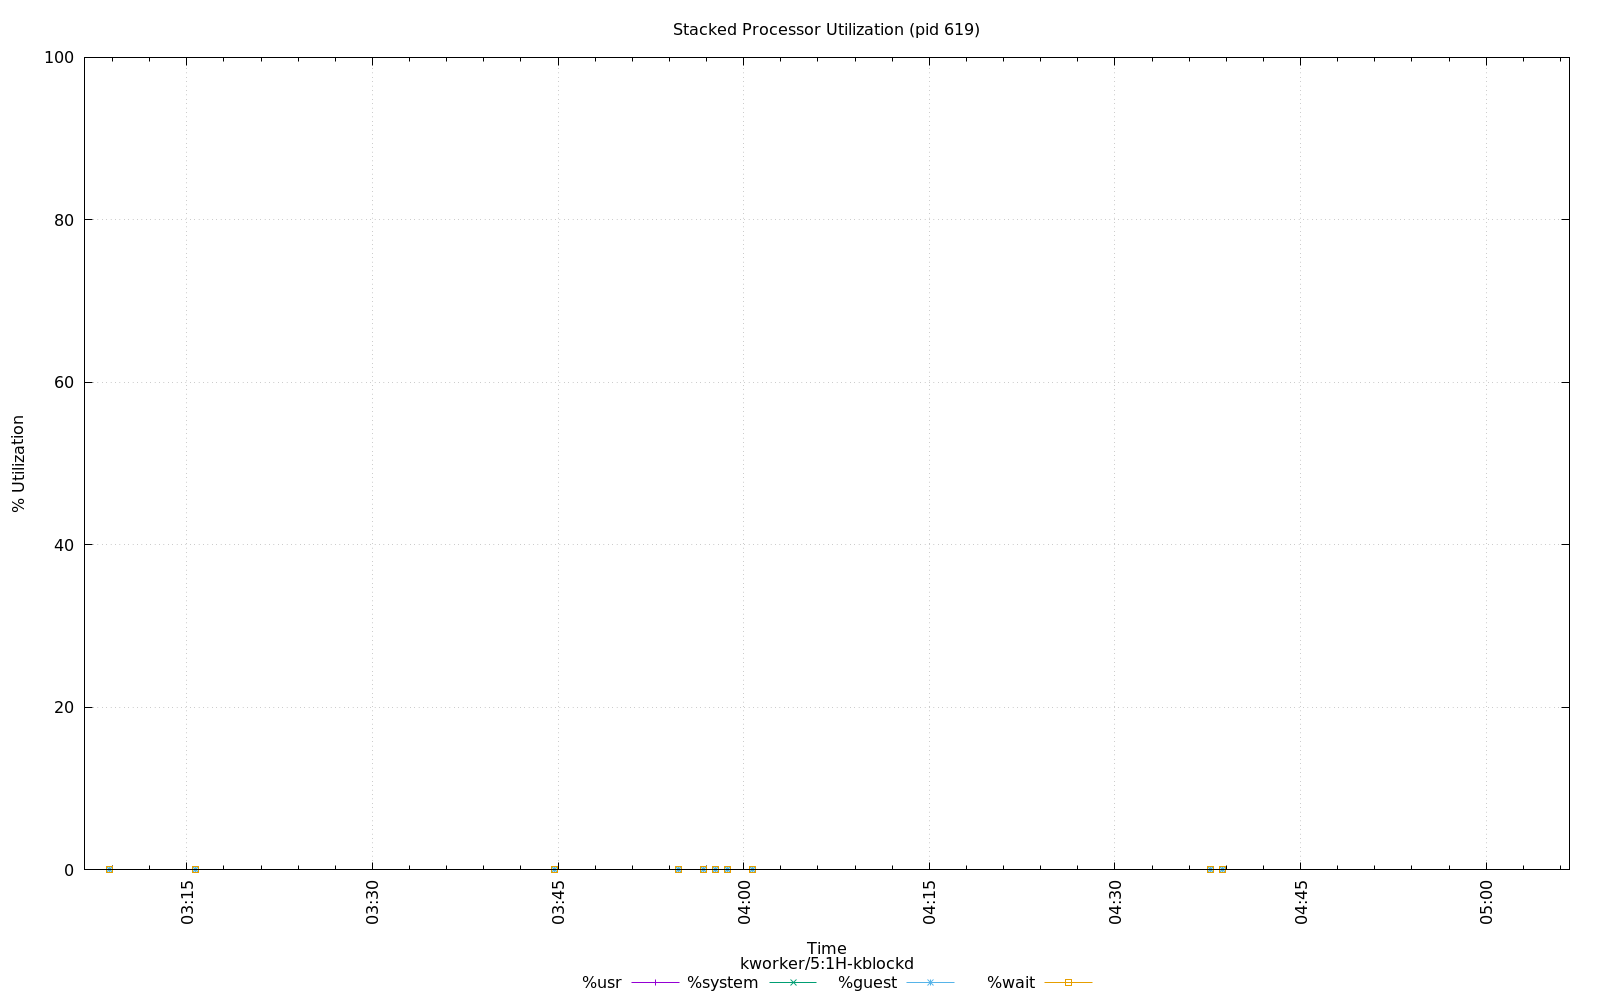 Stacked Processor Utilization (pid 619)
100
80
60
40
20
0
% Utilization
03:15
03:30
03:45
04:00
04:15
04:30
04:45
05:00
Time
kworker/5:1H-kblockd
%usr %system %guest %wait